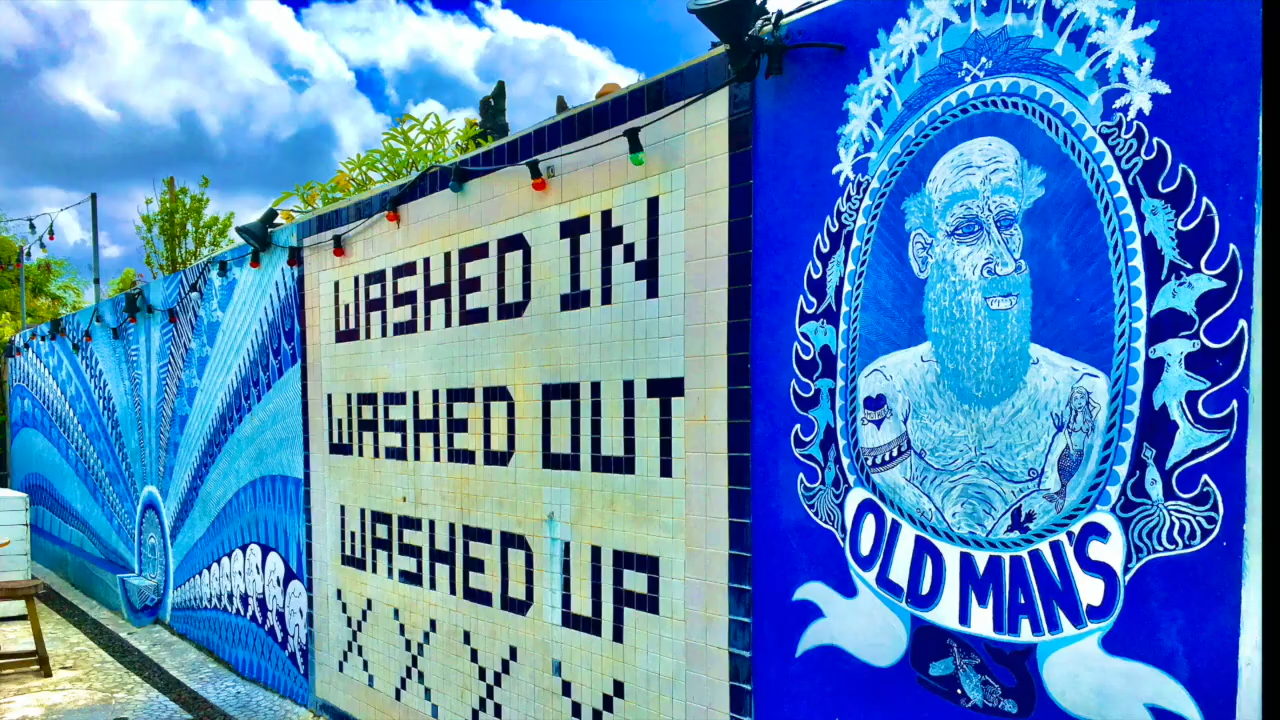 WASHED IN
WASHED OUT
WASHED UP
XXXX
OLD MAN'S